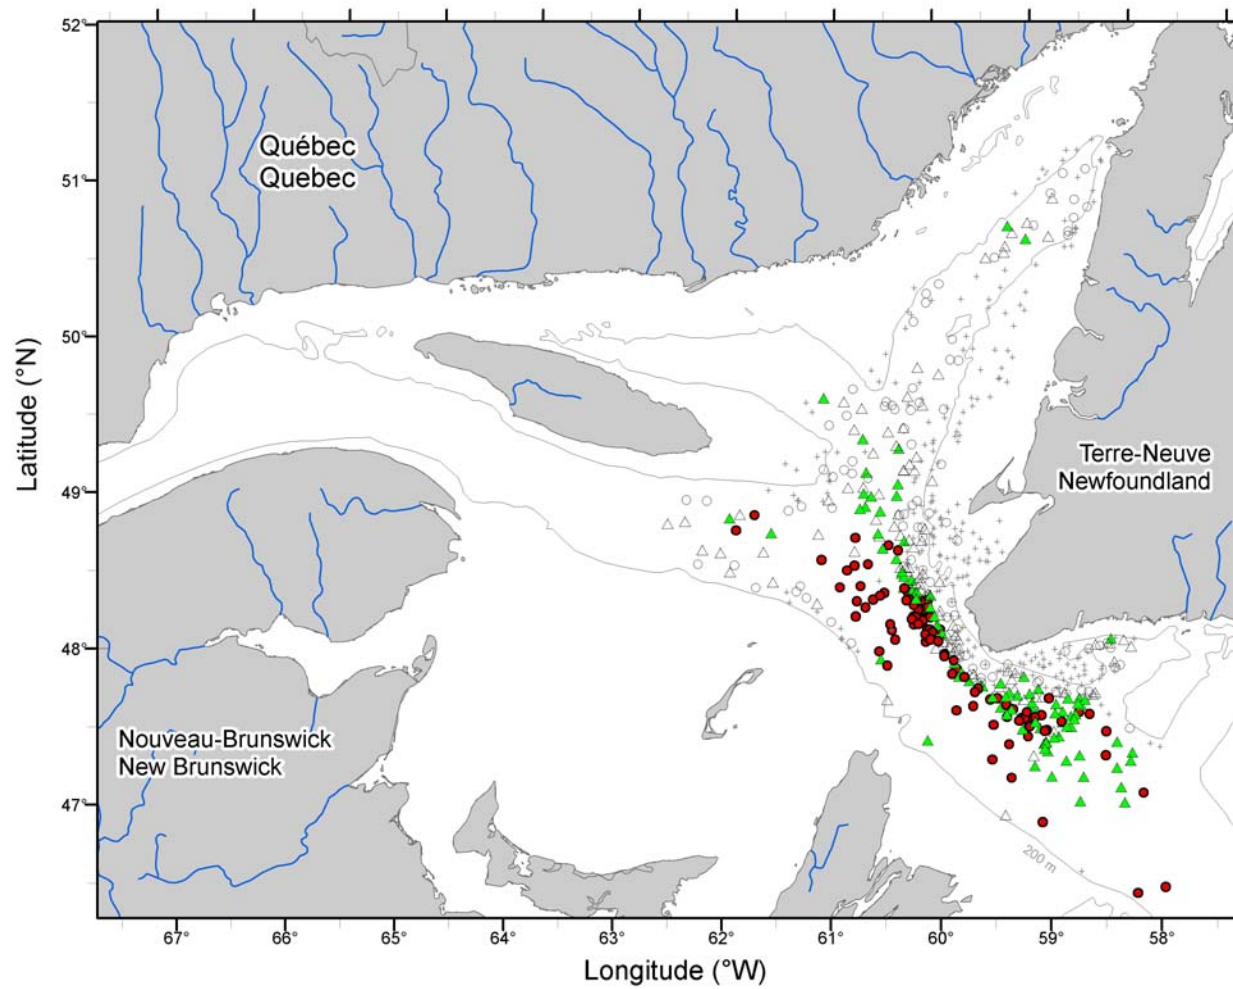 52°
51°
50°
49°
48°
47°
Latitude (°N)
Québec
Quebec
Terre-Neuve
Newfoundland
Nouveau-Brunswick
New Brunswick
200 m
67°
66°
65°
64°
63°
62°
61°
60°
59°
58°
Longitude (°W)